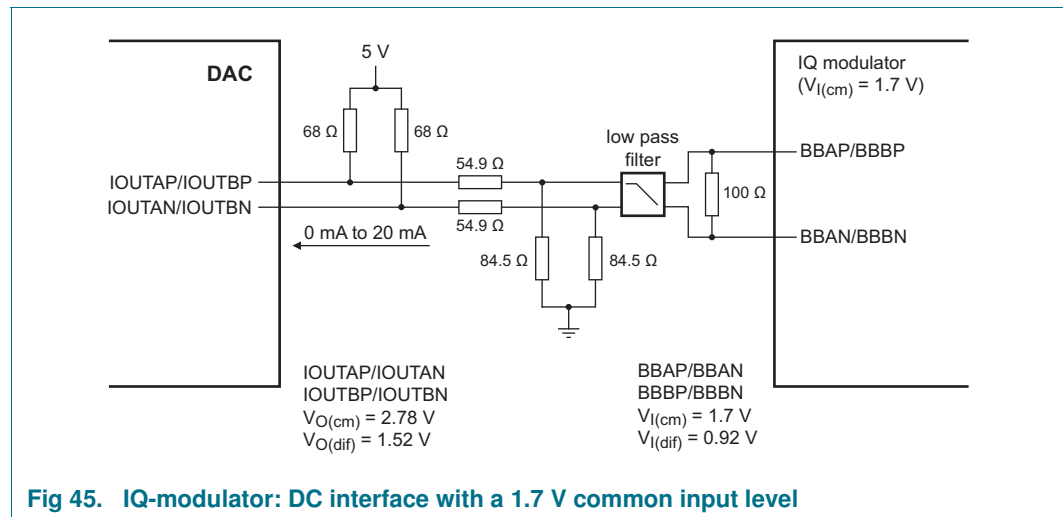 DAC
5 V
68 Ω
68 Ω
IOUTAP/IOUTBP
IOUTAN/IOUTBN
0 mA to 20 mA
54.9 Ω
54.9 Ω
84.5 Ω
84.5 Ω
low pass
filter
100 Ω
IQ modulator
(VI(cm) = 1.7 V)
BBAP/BBBP
BBAN/BBBN
IOUTAP/IOUTAN
IOUTBP/IOUTBN
VO(cm) = 2.78 V
VO(dif) = 1.52 V
BBAP/BBAN
BBBP/BBBN
VI(cm) = 1.7 V
VI(dif) = 0.92 V
Fig 45. IQ-modulator: DC interface with a 1.7 V common input level